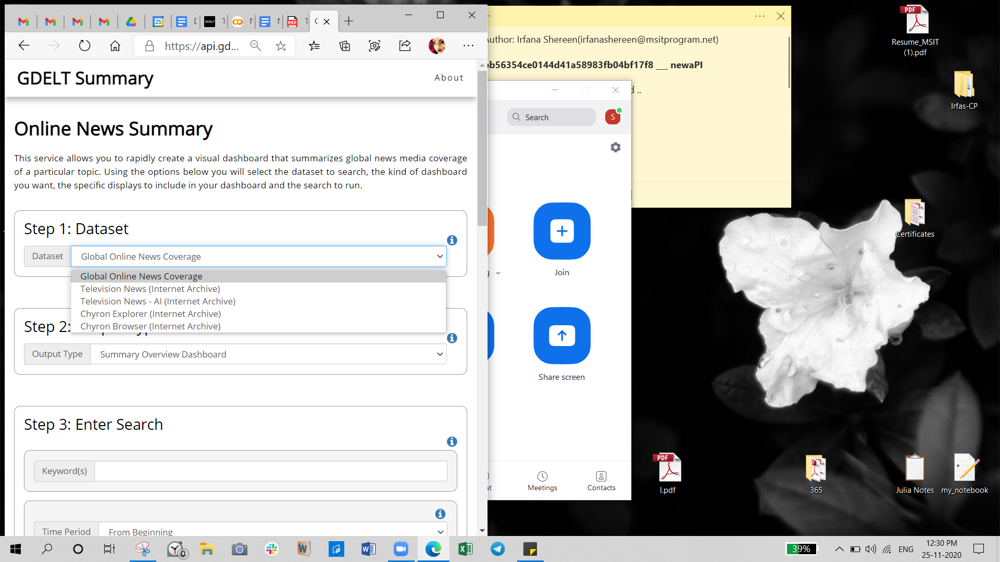 https://api.gd...
GDELT Summary
About
Online News Summary
This service allows you to rapidly create a visual dashboard that summarizes global news media coverage
of a particular topic. Using the options below you will select the dataset to search, the kind of dashboard
you want, the specific displays to include in your dashboard and the search to run.
Step 1: Dataset
Dataset
Global Online News Coverage
Global Online News Coverage
Television News (Internet Archive)
Television News - AI (Internet Archive)
Chyron Explorer (Internet Archive)
Chyron Browser (Internet Archive)
Step 2:
Output Type
Summary Overview Dashboard
Step 3: Enter Search
Keyword(s)
Time Period
From Beginning
uthor: Irfana Shereen(irfanashereen@msitprogram.net)
b56354ce0144d41a58983fb04bf17f8 __ newaPI
d ..
Search
S
Join
Share screen
at
Meetings
Contacts
PDF
Resume_MSIT
(1).pdf
Irfas-CP
Certificates
PDF
I.pdf
365
Julia Notes
my_notebook
39%
ENG
12:30 PM
25-11-2020